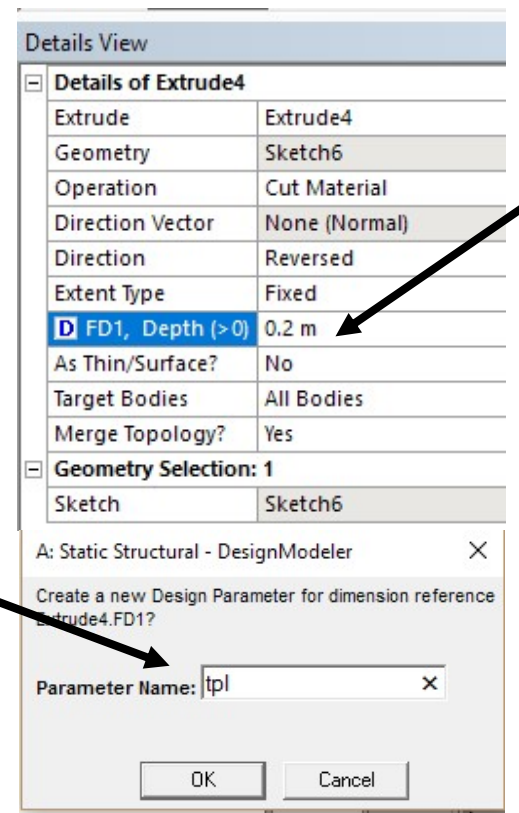 Details View
Details of Extrude4
Extrude Extrude4
Geometry Sketch6
Operation Cut Material
Direction Vector None (Normal)
Direction Reversed
Extent Type Fixed
D FD1, Depth (>0) 0.2 m
As Thin/Surface? No
Target Bodies All Bodies
Merge Topology? Yes
Geometry Selection: 1
Sketch Sketch6
A: Static Structural - DesignModeler
Create a new Design Parameter for dimension reference
Extrude4.FD1?
Parameter Name: tpl
OK Cancel